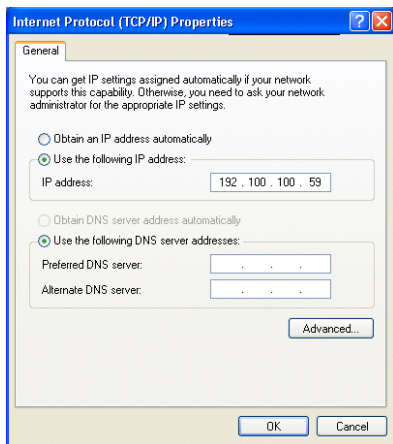 Internet Protocol (TCP/IP) Properties
General
You can get IP settings assigned automatically if your network
supports this capability. Otherwise, you need to ask your network
administrator for the appropriate IP settings.
Obtain an IP address automatically
Use the following IP address:
IP address: 192 . 100 . 100 . 59
Obtain DNS server address automatically
Use the following DNS server addresses:
Preferred DNS server: . . .
Alternate DNS server: . . .
Advanced...
OK Cancel